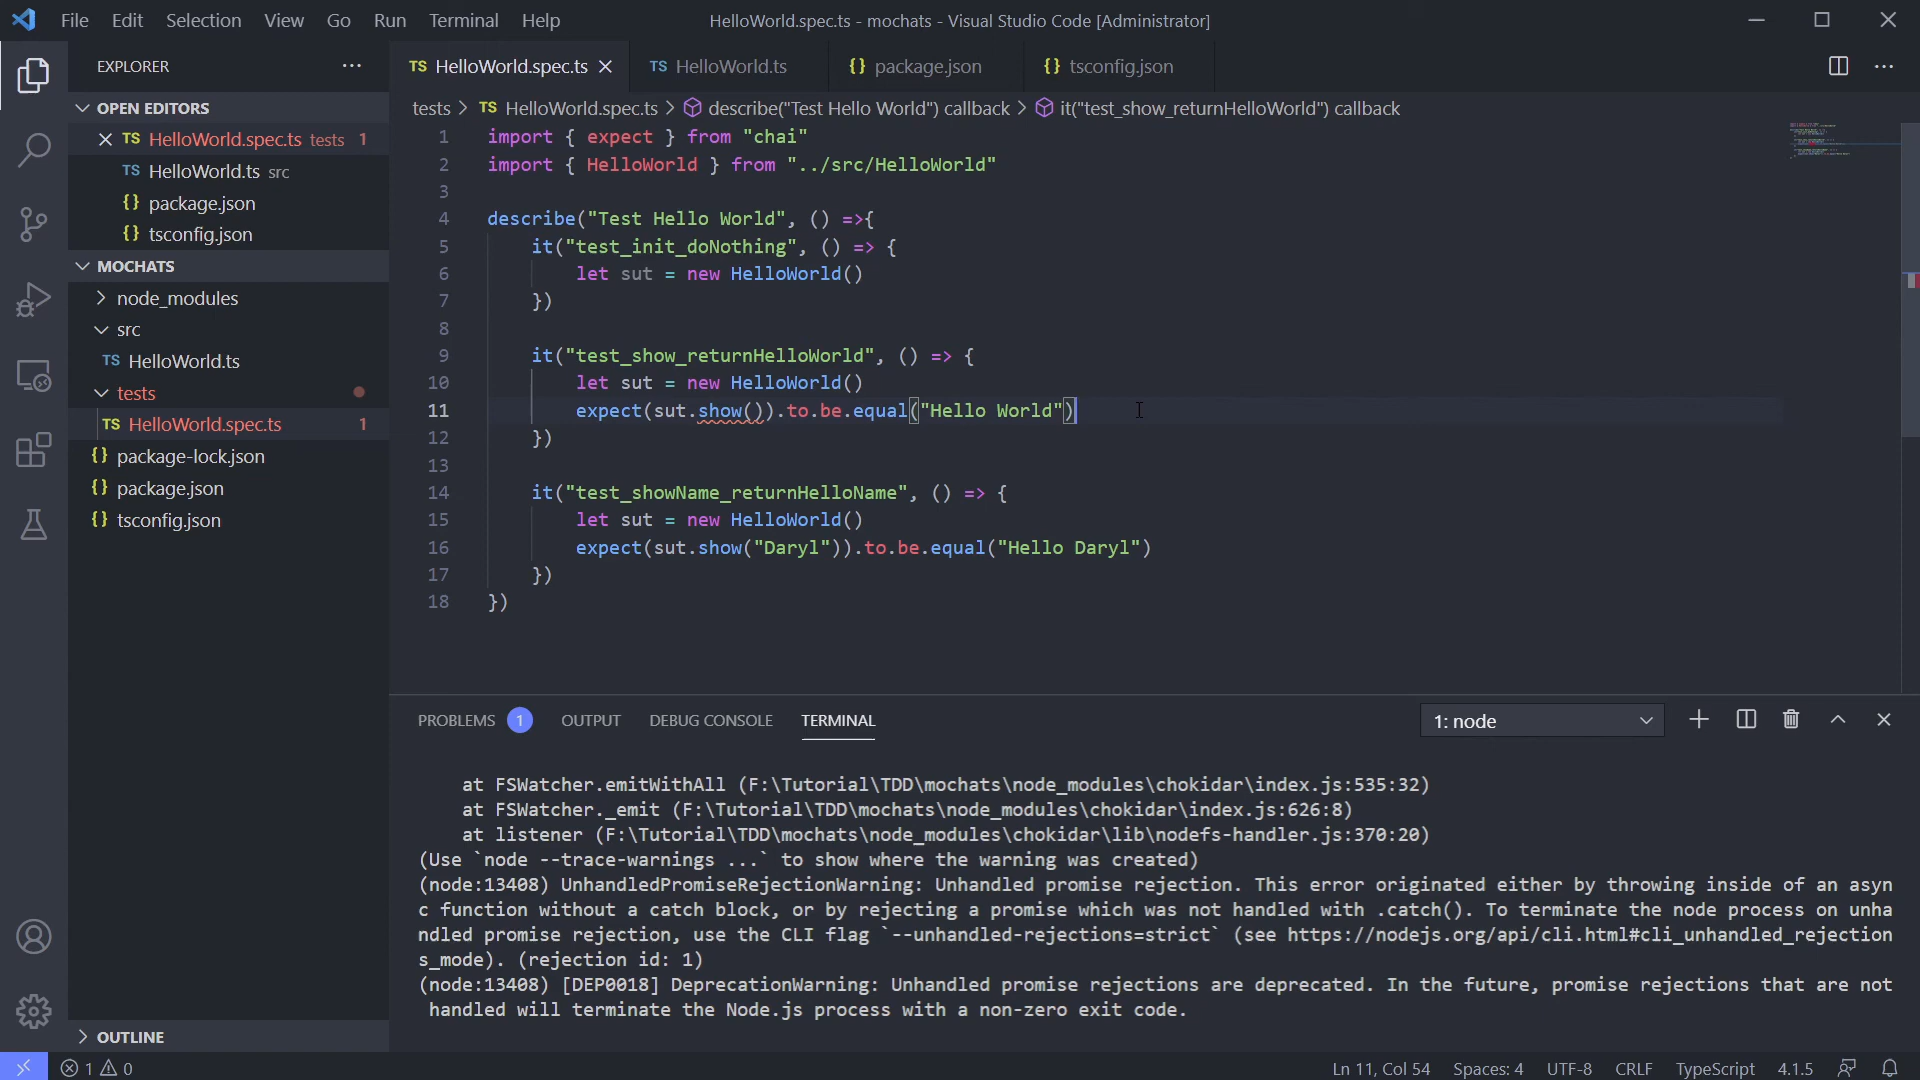 File Edit Selection View Go Run Terminal Help
HelloWorld.spec.ts - mochats - Visual Studio Code [Administrator]
EXPLORER
OPEN EDITORS
TS HelloWorld.spec.ts tests 1
TS HelloWorld.ts src
{} package.json
{} tsconfig.json
MOCHATS
node_modules
src
TS HelloWorld.ts
tests
TS HelloWorld.spec.ts 1
{} package-lock.json
{} package.json
{} tsconfig.json
OUTLINE
TS HelloWorld.spec.ts
TS HelloWorld.ts
{} package.json
{} tsconfig.json
tests > TS HelloWorld.spec.ts > describe("Test Hello World") callback > it("test_show_returnHelloWorld") callback
1 import { expect } from "chai"
2 import { HelloWorld } from "../src/HelloWorld"
3
4 describe("Test Hello World", () =>{
5     it("test_init_doNothing", () => {
6         let sut = new HelloWorld()
7     })
8
9     it("test_show_returnHelloWorld", () => {
10         let sut = new HelloWorld()
11         expect(sut.show()).to.be.equal("Hello World")
12     })
13
14     it("test_showName_returnHelloName", () => {
15         let sut = new HelloWorld()
16         expect(sut.show("Daryl")).to.be.equal("Hello Daryl")
17     })
18 })
PROBLEMS 1 OUTPUT DEBUG CONSOLE TERMINAL
1: node
    at FSWatcher.emitWithAll (F:\Tutorial\TDD\mochats\node_modules\chokidar\index.js:535:32)
    at FSWatcher._emit (F:\Tutorial\TDD\mochats\node_modules\chokidar\index.js:626:8)
    at listener (F:\Tutorial\TDD\mochats\node_modules\chokidar\lib\nodefs-handler.js:370:20)
(Use `node --trace-warnings ...` to show where the warning was created)
(node:13408) UnhandledPromiseRejectionWarning: Unhandled promise rejection. This error originated either by throwing inside of an asyn
c function without a catch block, or by rejecting a promise which was not handled with .catch(). To terminate the node process on unha
ndled promise rejection, use the CLI flag `--unhandled-rejections=strict` (see https://nodejs.org/api/cli.html#cli_unhandled_rejection
s_mode). (rejection id: 1)
(node:13408) [DEP0018] DeprecationWarning: Unhandled promise rejections are deprecated. In the future, promise rejections that are not
 handled will terminate the Node.js process with a non-zero exit code.
1 0
Ln 11, Col 54 Spaces: 4 UTF-8 CRLF TypeScript 4.1.5